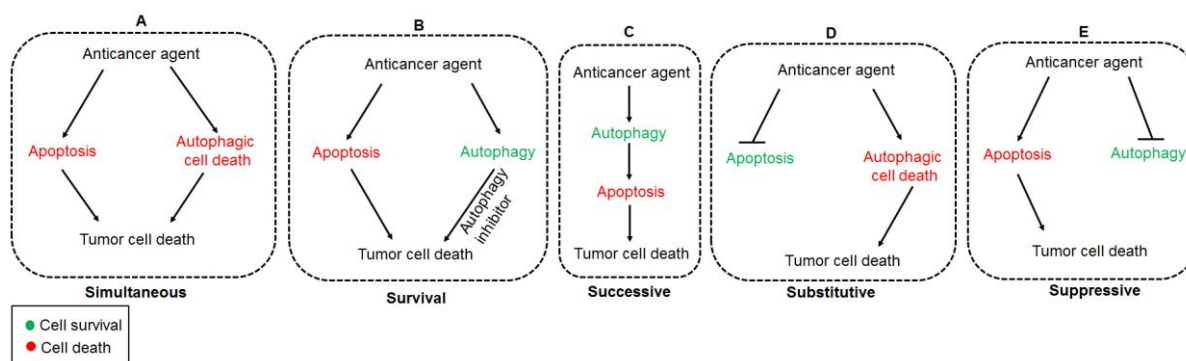 A
Anticancer agent
Apoptosis
Autophagic
cell death
Tumor cell death
Simultaneous
B
Anticancer agent
Apoptosis
Autophagy
Autophagy
inhibitor
Tumor cell death
Survival
C
Anticancer agent
Autophagy
Apoptosis
Tumor cell death
Successive
D
Anticancer agent
Apoptosis
Autophagic
cell death
Tumor cell death
Substitutive
E
Anticancer agent
Apoptosis
Autophagy
Tumor cell death
Suppressive
Cell survival
Cell death